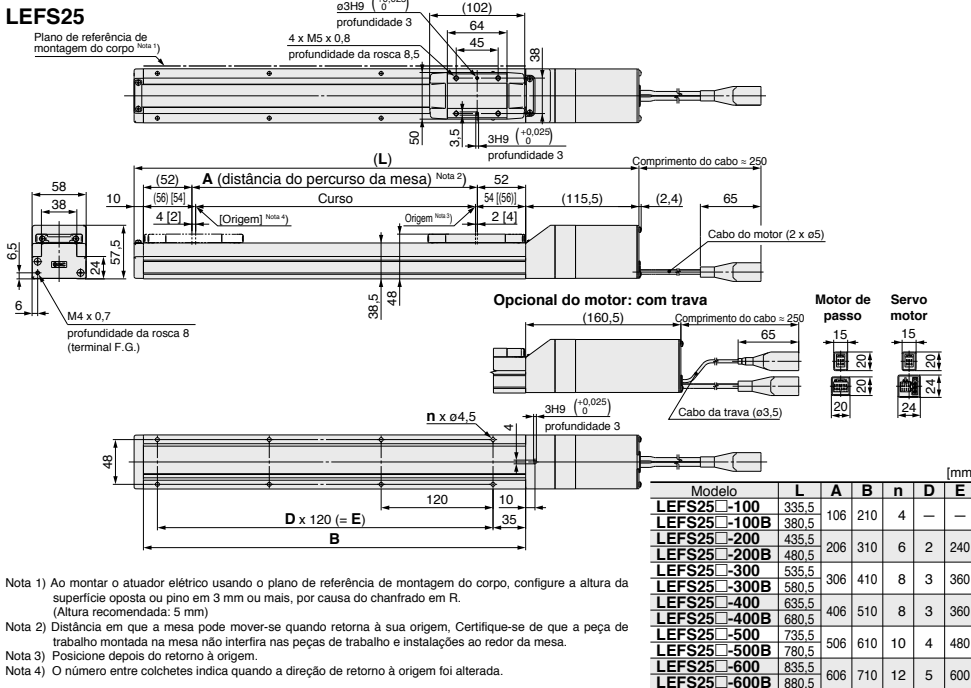 LEFS25
Plano de referência de
montagem do corpo Nota 1)
ø3H9 (+0,025 0)
profundidade 3
4 x M5 x 0,8
profundidade da rosca 8,5
(102)
64
45
38
50
3,5
3H9 (+0,025 0)
profundidade 3
(L)
Comprimento do cabo ≈ 250
58
38
10
(52)
A (distância do percurso da mesa) Nota 2)
52
(56) [54]
Curso
54 [(56)]
(115,5)
(2,4)
65
4 [2]
[Origem] Nota 4)
Origem Nota 3)
2 [4]
Cabo do motor (2 x ø5)
6,5
24
57,5
6
38,5
48
M4 x 0,7
profundidade da rosca 8
(terminal F.G.)
Opcional do motor: com trava
(160,5)
Comprimento do cabo ≈ 250
65
Cabo da trava (ø3,5)
Motor de
passo
Servo
motor
15
15
20
20
20
24
20
24
n x ø4,5
4
3H9 (+0,025 0)
profundidade 3
48
120
10
D x 120 (= E)
35
B
[mm
Modelo L A B n D E
LEFS25□-100 335,5 106 210 4 — —
LEFS25□-100B 380,5
LEFS25□-200 435,5 206 310 6 2 240
LEFS25□-200B 480,5
LEFS25□-300 535,5 306 410 8 3 360
LEFS25□-300B 580,5
LEFS25□-400 635,5 406 510 8 3 360
LEFS25□-400B 680,5
LEFS25□-500 735,5 506 610 10 4 480
LEFS25□-500B 780,5
LEFS25□-600 835,5 606 710 12 5 600
LEFS25□-600B 880,5
Nota 1) Ao montar o atuador elétrico usando o plano de referência de montagem do corpo, configure a altura da
superfície oposta ou pino em 3 mm ou mais, por causa do chanfrado em R.
(Altura recomendada: 5 mm)
Nota 2) Distância em que a mesa pode mover-se quando retorna à sua origem, Certifique-se de que a peça de
trabalho montada na mesa não interfira nas peças de trabalho e instalações ao redor da mesa.
Nota 3) Posicione depois do retorno à origem.
Nota 4) O número entre colchetes indica quando a direção de retorno à origem foi alterada.